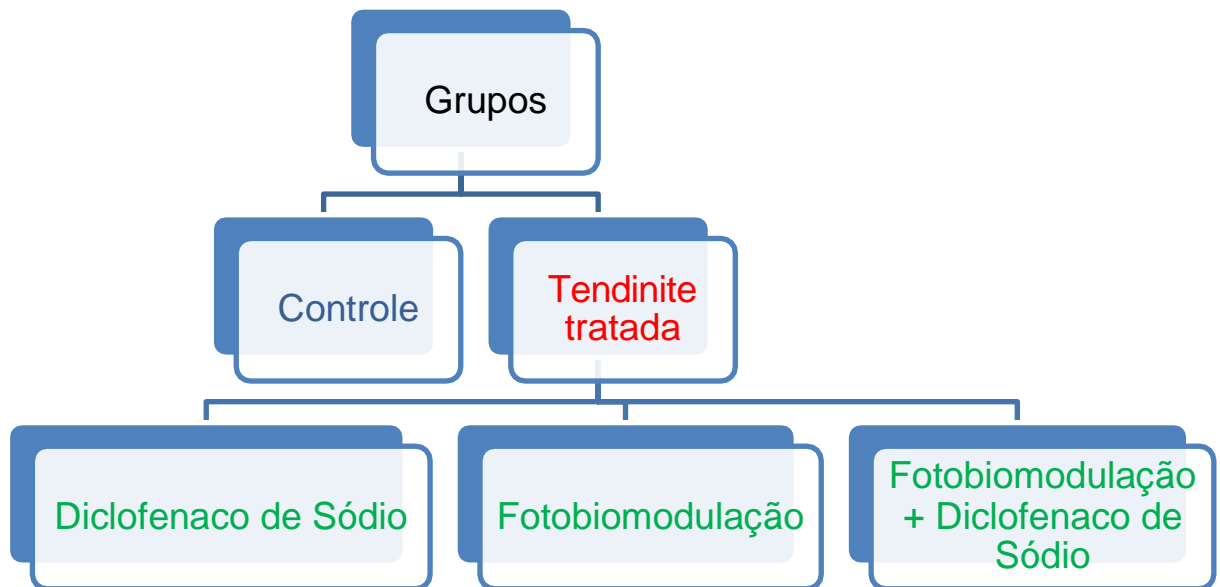 Grupos
Controle
Tendinite
tratada
Diclofenaco de Sódio
Fotobiomodulação
Fotobiomodulação
+ Diclofenaco de
Sódio